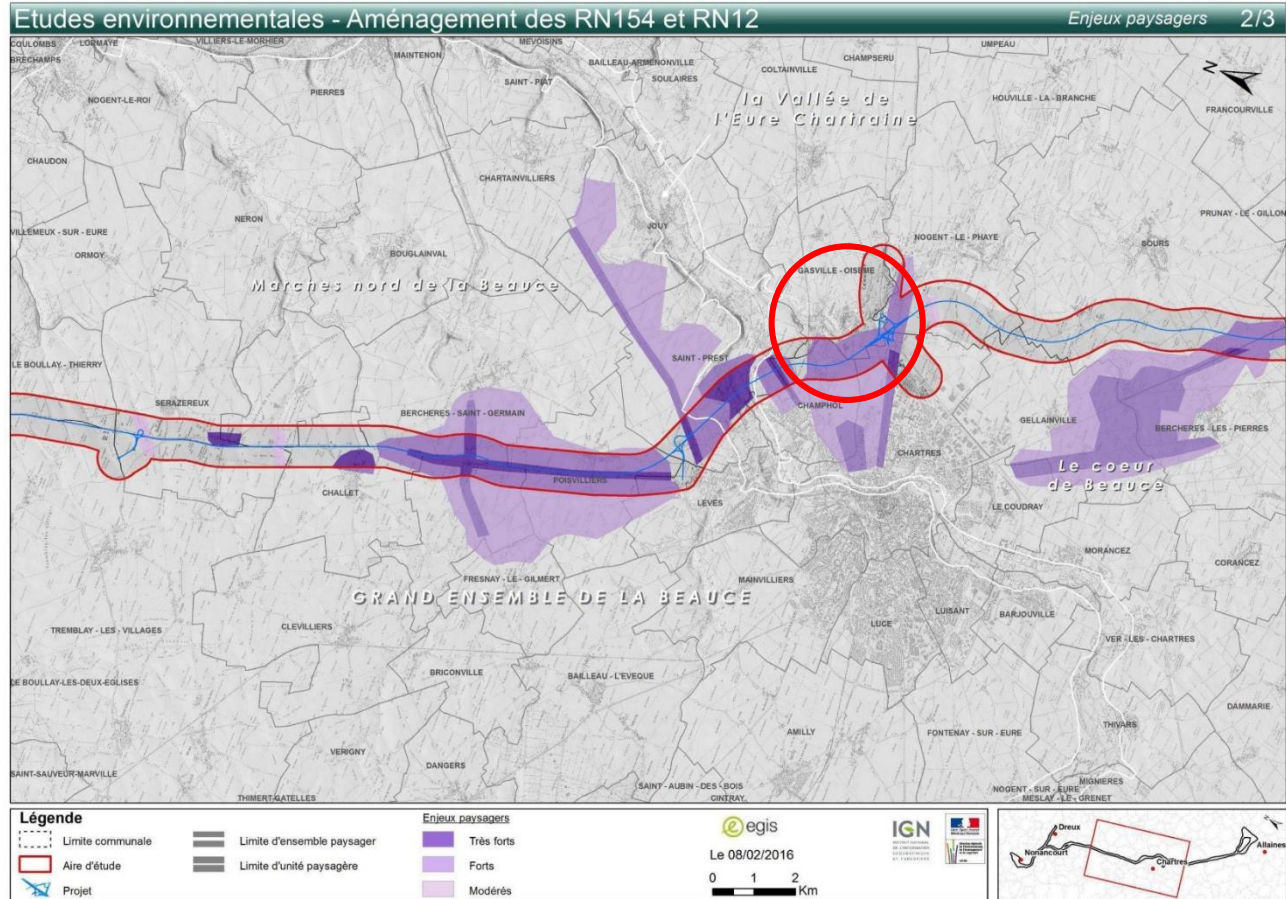 Etudes environnementales - Aménagement des RN154 et RN12
Enjeux paysagers 2/3
COULOMBS
LORMAYE
VILLIERS-LE-MORHIER
BRECHAMPS
MAINTENON
MEVOISINS
BAILLEAU-ARMENONVILLE
SOULAIRES
CHAMPSERU
UMPEAU
COLTAINVILLE
SAINT - PIAT
NOGENT-LE-ROI
PIERRES
HOUVILLE - LA - BRANCHE
FRANCOURVILLE
N
la Vallée de
l'Eure Chartraine
CHAUDON
CHARTAINVILLIERS
NERON
JOUY
PRUNAY - LE - GILLON
VILLEMEUX - SUR - EURE
ORMOY
BOUGLAINVAL
NOGENT - LE - PHAYE
SOURS
GASVILLE - OISEME
Marches nord de la Beauce
LE BOULLAY - THIERRY
SAINT - PREST
SERAZEREUX
BERCHERES - SAINT - GERMAIN
CHAMPHOL
GELLAINVILLE
BERCHERES - LES - PIERRES
CHARTRES
Le coeur
de Beauce
CHALLET
POISVILLIERS
LEVES
LE COUDRAY
MORANCEZ
CORANCEZ
FRESNAY - LE - GILMERT
MAINVILLIERS
GRAND ENSEMBLE DE LA BEAUCE
LUISANT
BARJOUVILLE
LUCE
TREMBLAY - LES - VILLAGES
CLEVILLIERS
VER - LES - CHARTRES
BRICONVILLE
BAILLEAU - L'EVEQUE
LE BOULLAY-LES-DEUX-EGLISES
DAMMARIE
THIVARS
AMILLY
FONTENAY - SUR - EURE
VERIGNY
DANGERS
SAINT-SAUVEUR-MARVILLE
SAINT - AUBIN - DES - BOIS
MIGNIERES
NOGENT - SUR - EURE
THIMERT-GATELLES
CINTRAY
MESLAY - LE - GRENET
Légende
Limite communale
Aire d'étude
Projet
Limite d'ensemble paysager
Limite d'unité paysagère
Enjeux paysagers
Très forts
Forts
Modérés
egis
Le 08/02/2016
0 1 2
Km
IGN
Dreux
Nonancourt
Chartres
Allaines
N